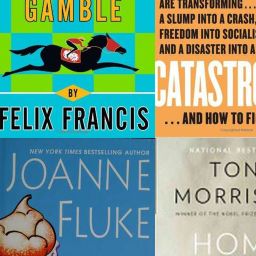 GAMBLE
BY
FELIX FRANCIS
ARE TRANSFORMING...
A SLUMP INTO A CRASH,
FREEDOM INTO SOCIALIS
AND A DISASTER INTO A
CATASTRO
... AND HOW TO FI
NEW YORK TIMES BESTSELLING AUTHOR
JOANNE
FLUKE
NATIONAL BEST
TON
MORRIS
WINNER OF THE NOBEL PRIZE
HOM